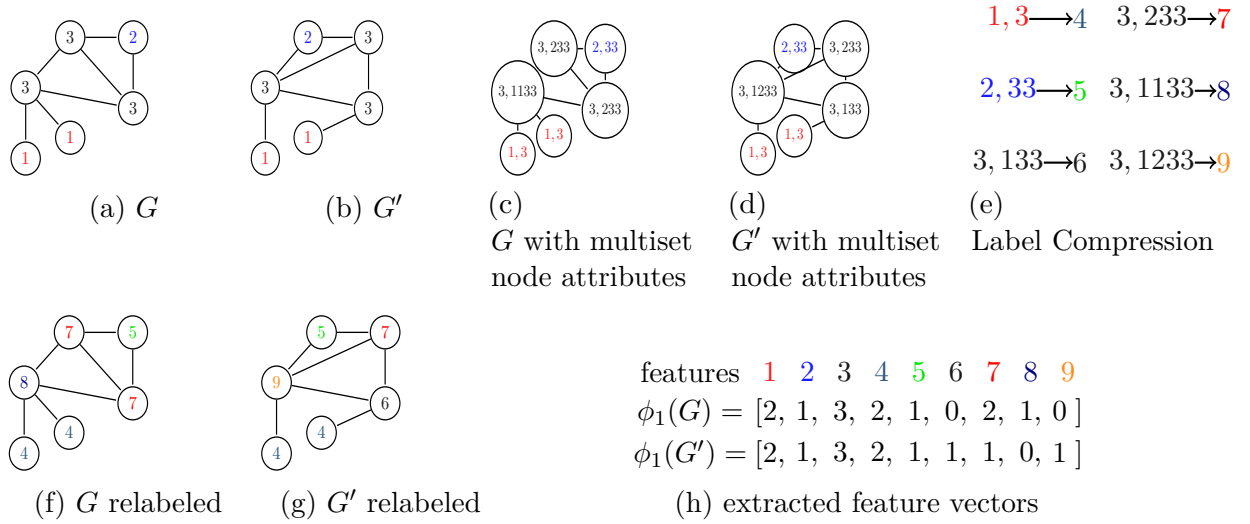 3 2
3
3
1
1
(a) G
2 3
3
3
1
1
(b) G′
3, 233 2, 33
3, 1133
3, 233
1, 3
1, 3
(c)
G with multiset
node attributes
2, 33 3, 233
3, 1233
3, 133
1, 3
1, 3
(d)
G′ with multiset
node attributes
1, 3→4 3, 233→7
2, 33→5 3, 1133→8
3, 133→6 3, 1233→9
(e)
Label Compression
7 5
8
7
4
4
(f) G relabeled
5 7
9
6
4
4
(g) G′ relabeled
features 1 2 3 4 5 6 7 8 9
ϕ₁(G) = [2, 1, 3, 2, 1, 0, 2, 1, 0 ]
ϕ₁(G′) = [2, 1, 3, 2, 1, 1, 1, 0, 1 ]
(h) extracted feature vectors